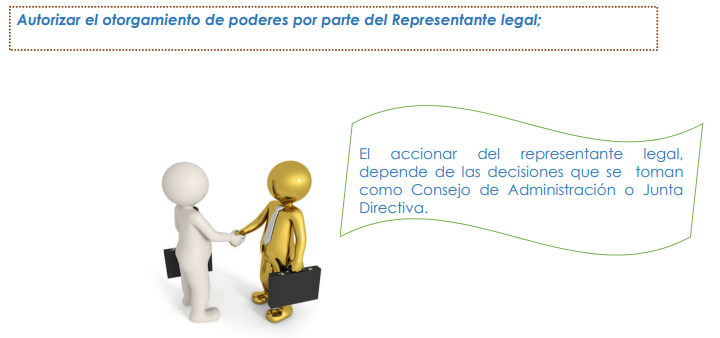 Autorizar el otorgamiento de poderes por parte del Representante legal;
El accionar del representante legal,
depende de las decisiones que se toman
como Consejo de Administración o Junta
Directiva.